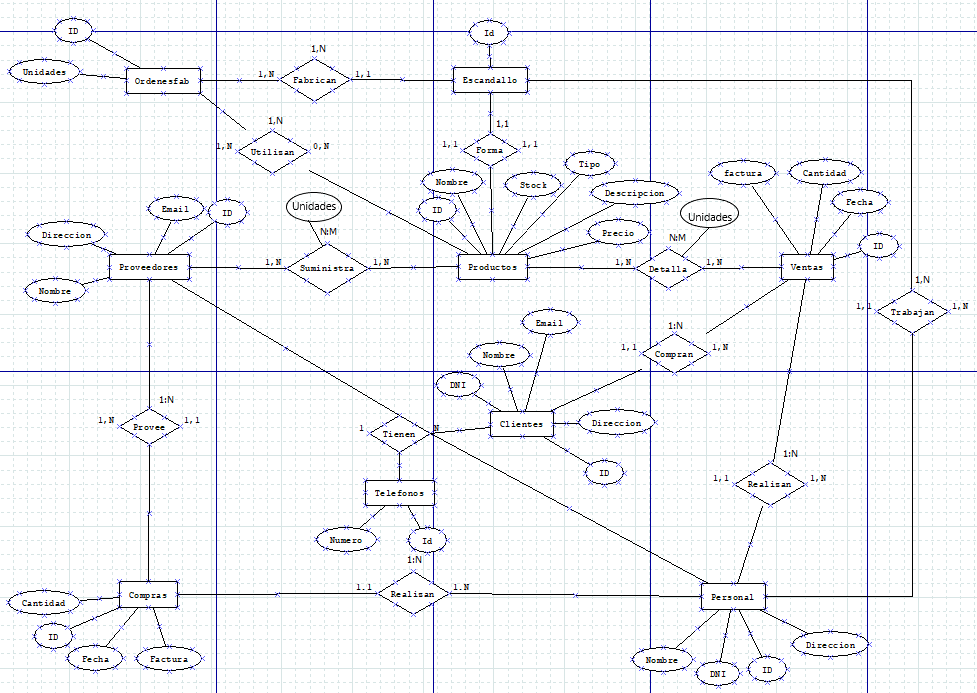 ID
Id
1,N
Unidades
Ordenesfab
1,N
Fabrican
1,1
Escandallo
1,N
1,1
1,N
Utilizan
0,N
1,1
Forma
1,1
Tipo
factura
Cantidad
Nombre
Stock
Descripcion
Unidades
Email
ID
ID
Fecha
Unidades
Direccion
Precio
N:M
N:M
ID
Proveedores
1,N
Suministra
1,N
Productos
1,N
Detalla
1,N
Ventas
1,N
Nombre
1,1
Trabajan
1,N
Email
1:N
Nombre
1,1
Compran
1,N
DNI
1:N
1,N
Provee
1,1
1
Tienen
N
Clientes
Direccion
1:N
ID
1,1
Realizan
1,N
Telefonos
Numero
Id
1:N
Compras
1.1
Realizan
1.N
Personal
Cantidad
ID
Direccion
Fecha
Factura
Nombre
DNI
ID